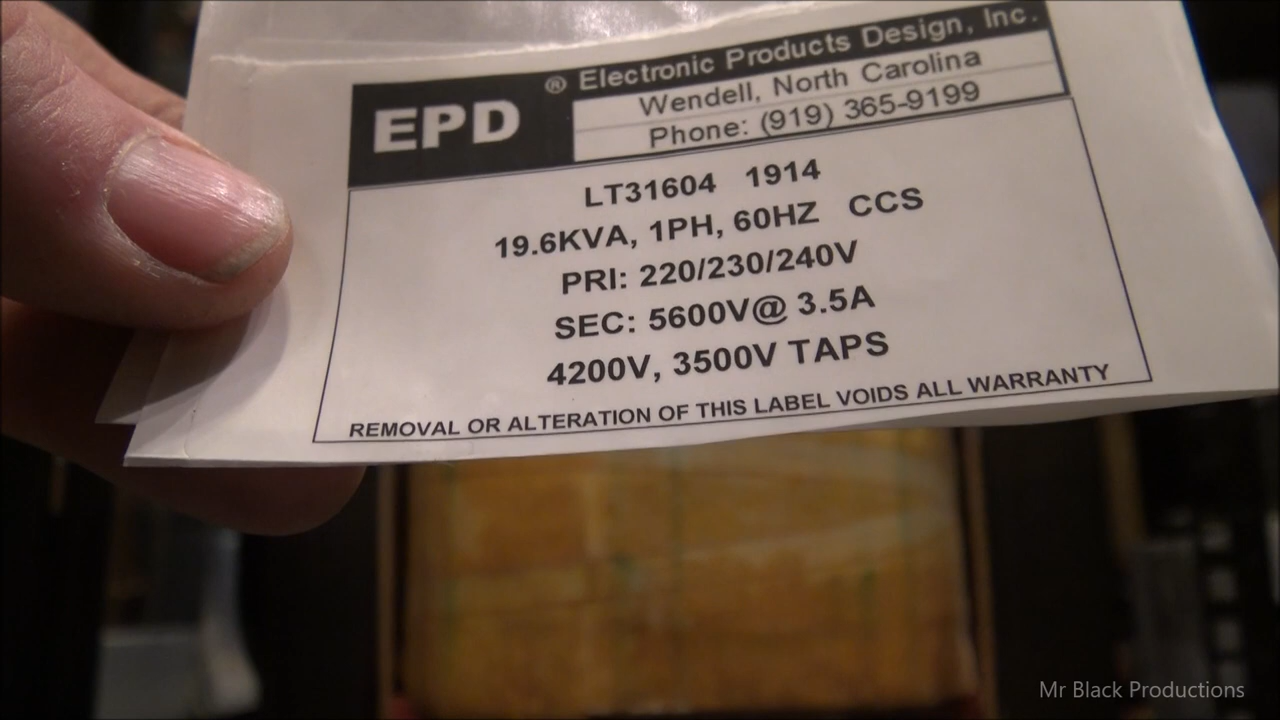 EPD
® Electronic Products Design, Inc.
Wendell, North Carolina
Phone: (919) 365-9199
LT31604 1914
19.6KVA, 1PH, 60HZ CCS
PRI: 220/230/240V
SEC: 5600V@ 3.5A
4200V, 3500V TAPS
REMOVAL OR ALTERATION OF THIS LABEL VOIDS ALL WARRANTY
Mr Black Productions